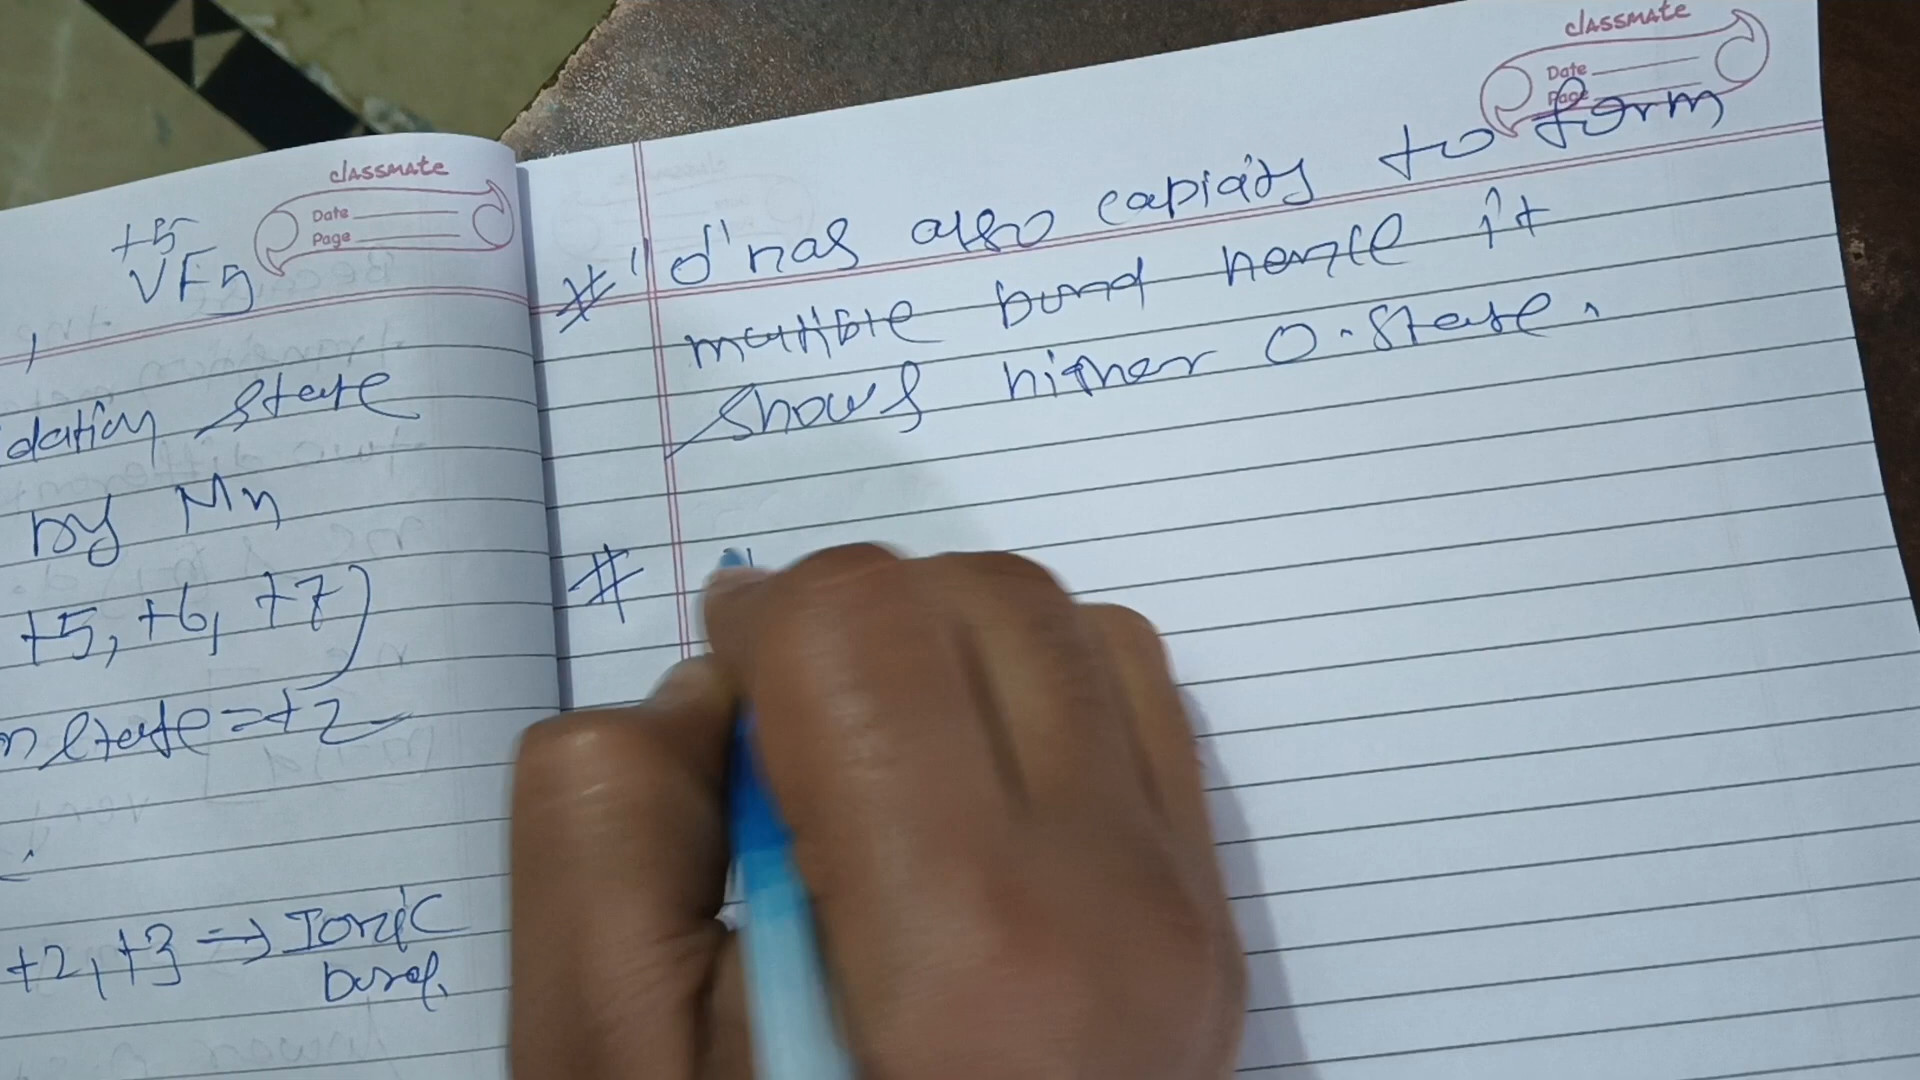 classmate
Date
Page
+5
VF5
dation state
by Mn
+5, +6, +7)
n state = +2
+2, +3 => Ionic
bond.
classmate
Date
Page
# "d' has also capicity to form
multiple bond hence it
shows higher O. State.
#